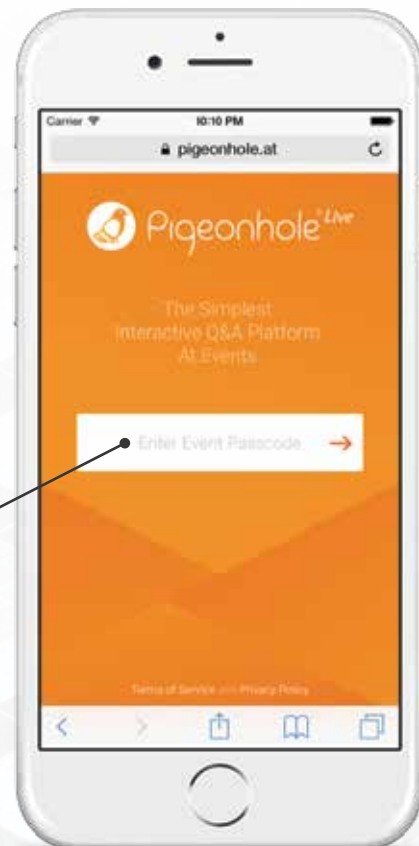 Carrier 10:10 PM
pigeonhole.at
Pigeonhole Live
The Simplest
Interactive Q&A Platform
At Events
Enter Event Passcode
Terms of Service and Privacy Policy